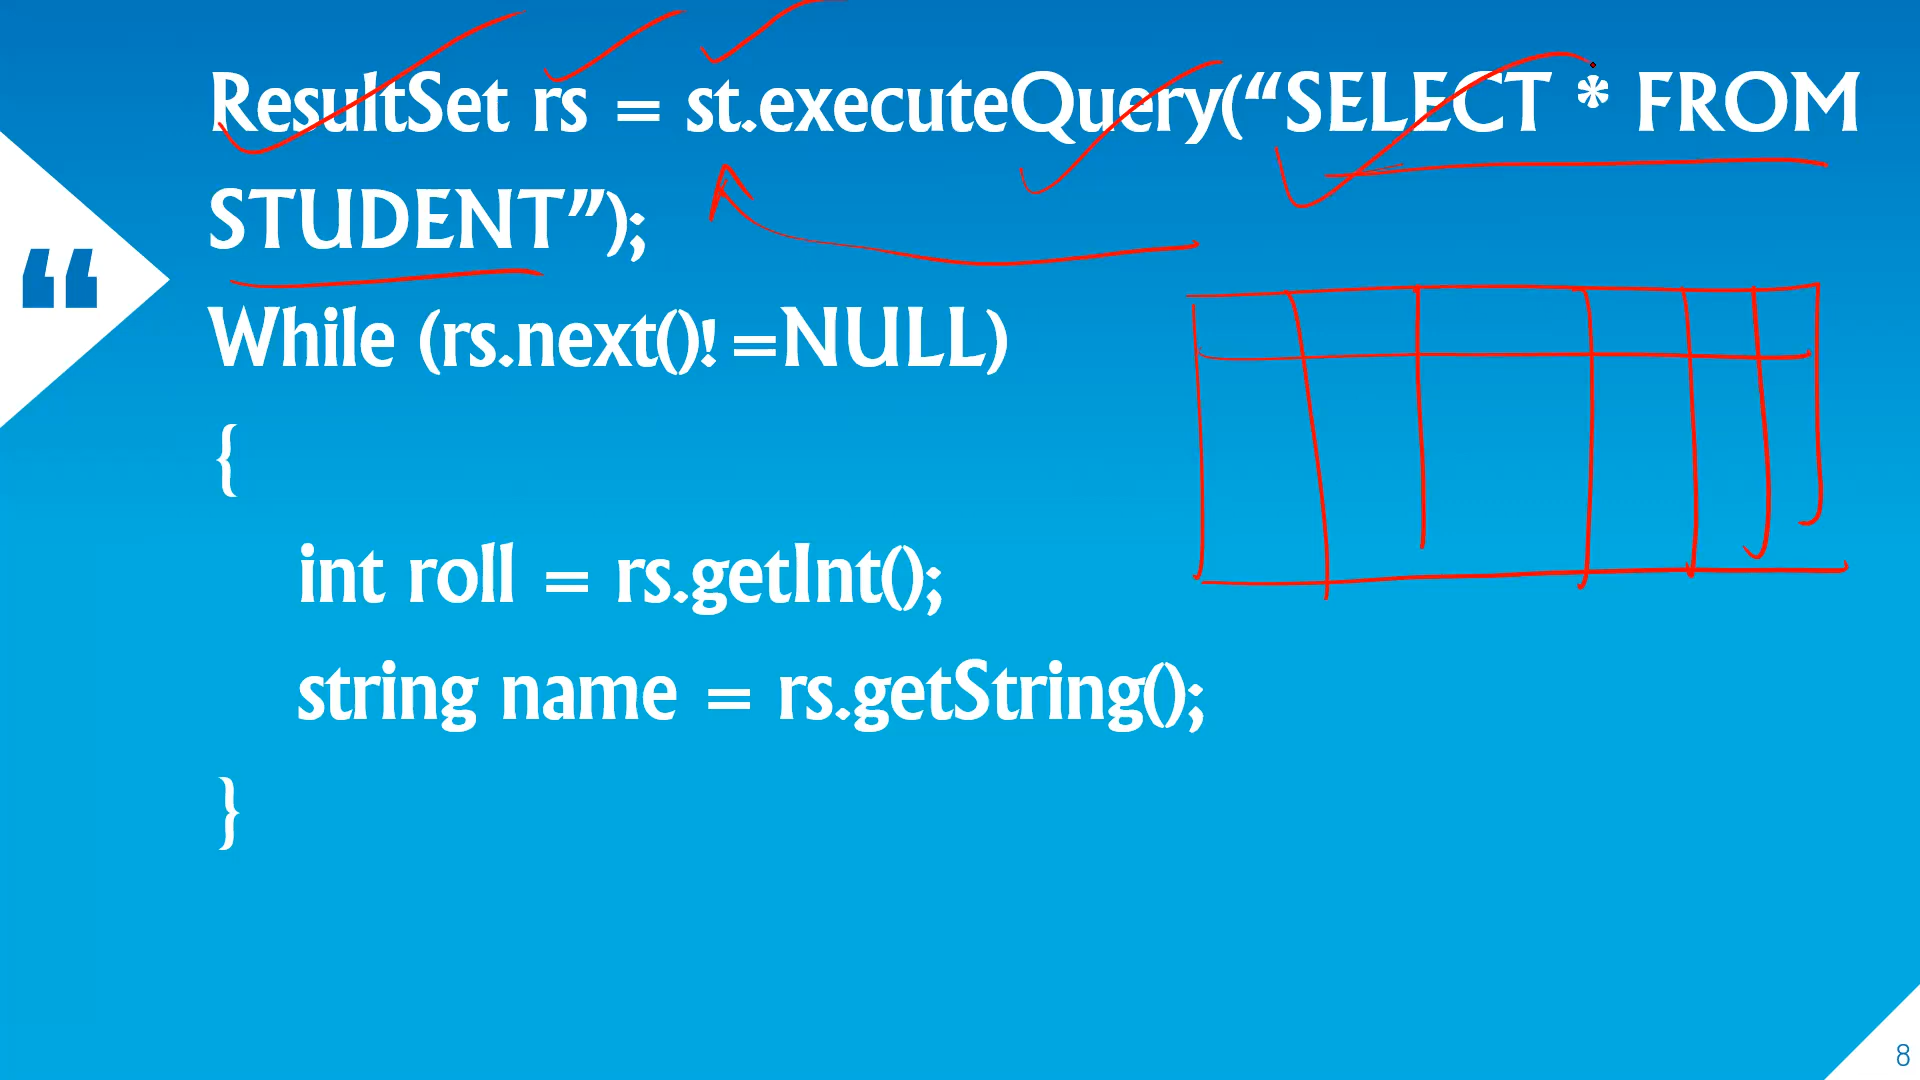 ResultSet rs = st.executeQuery(“SELECT * FROM
STUDENT”);
While (rs.next()!=NULL)
{
int roll = rs.getInt();
string name = rs.getString();
}
“
8